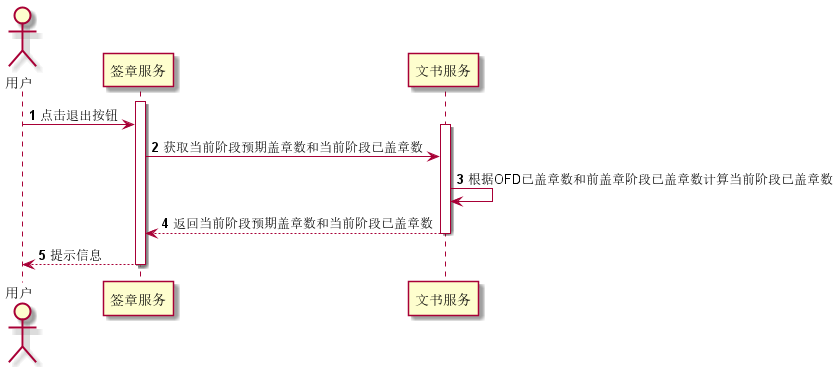 用户
签章服务
文书服务
1 点击退出按钮
2 获取当前阶段预期盖章数和当前阶段已盖章数
3 根据OFD已盖章数和前盖章阶段已盖章数计算当前阶段已盖章数
4 返回当前阶段预期盖章数和当前阶段已盖章数
5 提示信息
用户
签章服务
文书服务